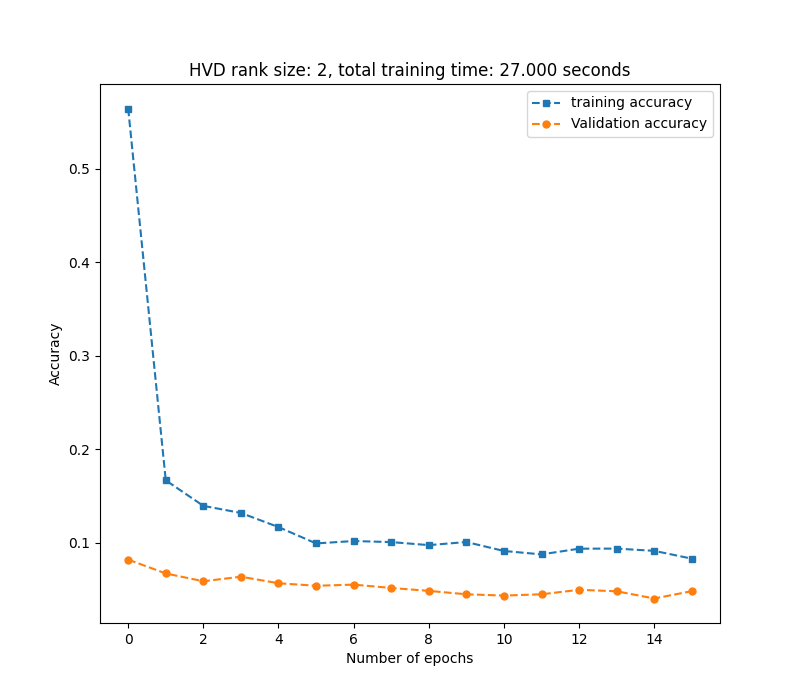 HVD rank size: 2, total training time: 27.000 seconds
training accuracy
Validation accuracy
0.5
0.4
0.3
0.2
0.1
Accuracy
0 2 4 6 8 10 12 14
Number of epochs